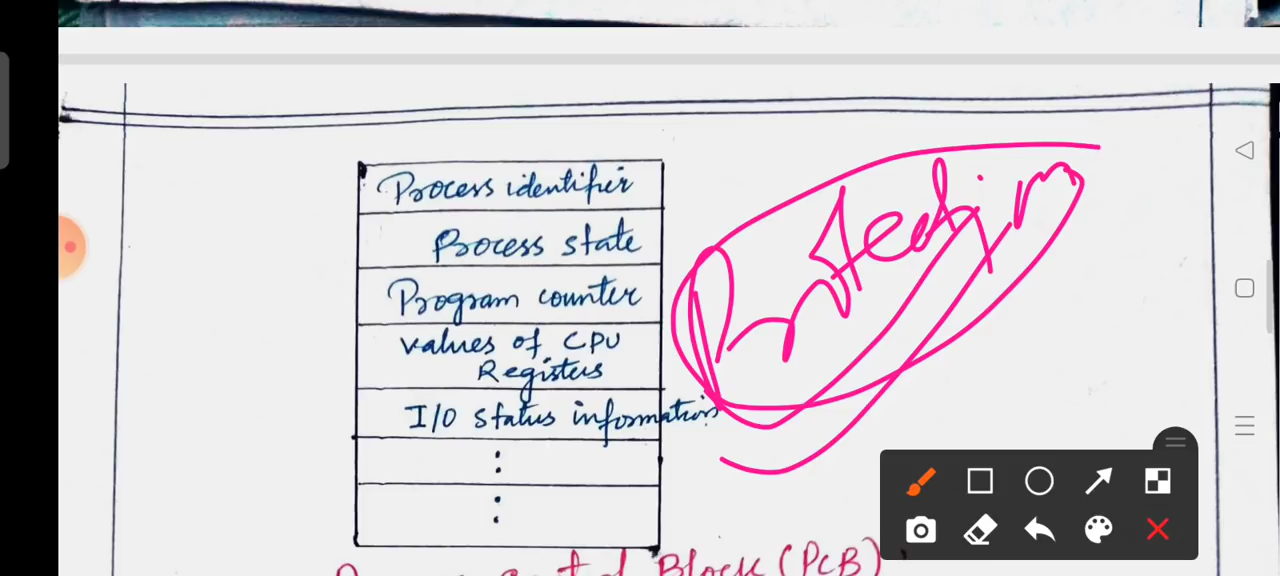 Process identifier
Process state
Program counter
values of CPU
Registers
I/O status information
:
:
Block (PCB)